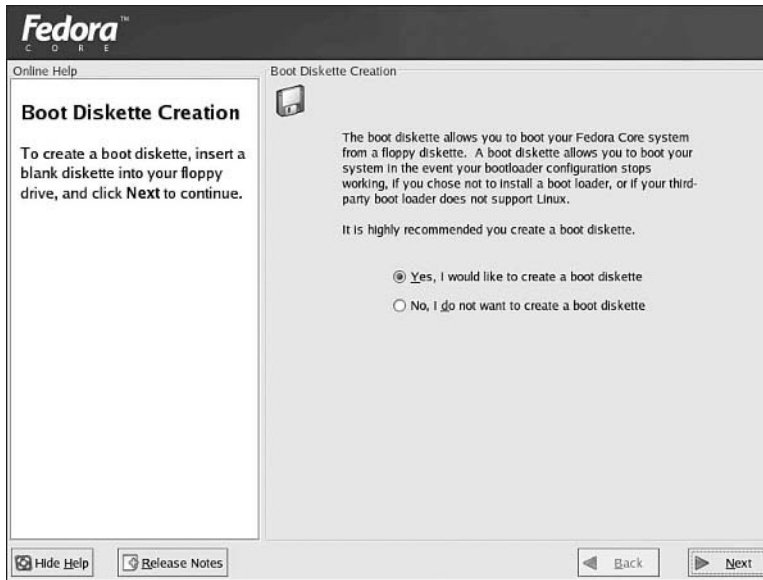 Fedora™
CORE
Online Help
Boot Diskette Creation
To create a boot diskette, insert a
blank diskette into your floppy
drive, and click Next to continue.
Boot Diskette Creation
The boot diskette allows you to boot your Fedora Core system
from a floppy diskette. A boot diskette allows you to boot your
system in the event your bootloader configuration stops
working, if you chose not to install a boot loader, or if your third-
party boot loader does not support Linux.
It is highly recommended you create a boot diskette.
Yes, I would like to create a boot diskette
No, I do not want to create a boot diskette
Hide Help
Release Notes
Back
Next